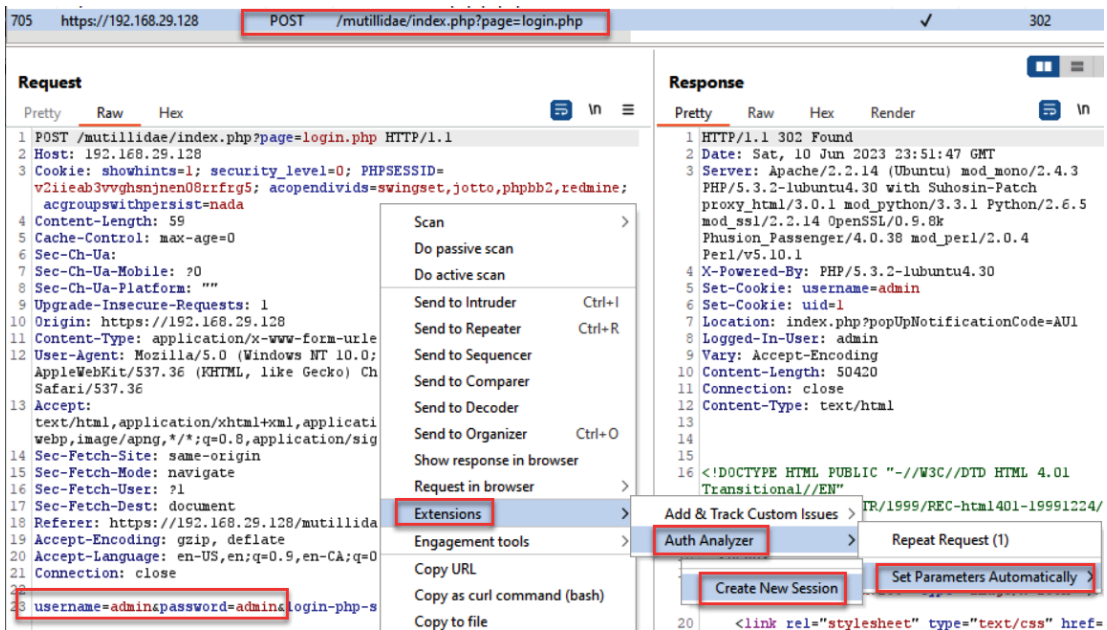 705 https://192.168.29.128 POST /mutillidae/index.php?page=login.php ✓ 302
Request
Pretty Raw Hex
\n
1 POST /mutillidae/index.php?page=login.php HTTP/1.1
2 Host: 192.168.29.128
3 Cookie: showhints=1; security_level=0; PHPSESSID=
v2iieab3vvghsnjnen08rrfrg5; acopendivids=swingset,jotto,phpbb2,redmine;
acgroupswithpersist=nada
4 Content-Length: 59
5 Cache-Control: max-age=0
6 Sec-Ch-Ua:
7 Sec-Ch-Ua-Mobile: ?0
8 Sec-Ch-Ua-Platform: ""
9 Upgrade-Insecure-Requests: 1
10 Origin: https://192.168.29.128
11 Content-Type: application/x-www-form-urle
12 User-Agent: Mozilla/5.0 (Windows NT 10.0;
AppleWebKit/537.36 (KHTML, like Gecko) Ch
Safari/537.36
13 Accept:
text/html,application/xhtml+xml,applicati
webp,image/apng,*/*;q=0.8,application/sig
14 Sec-Fetch-Site: same-origin
15 Sec-Fetch-Mode: navigate
16 Sec-Fetch-User: ?1
17 Sec-Fetch-Dest: document
18 Referer: https://192.168.29.128/mutillida
19 Accept-Encoding: gzip, deflate
20 Accept-Language: en-US,en;q=0.9,en-CA;q=0
21 Connection: close
22
23 username=admin&password=admin&login-php-s
Scan
Do passive scan
Do active scan
Send to Intruder Ctrl+I
Send to Repeater Ctrl+R
Send to Sequencer
Send to Comparer
Send to Decoder
Send to Organizer Ctrl+O
Show response in browser
Request in browser
Extensions
Engagement tools
Copy URL
Copy as curl command (bash)
Copy to file
Add & Track Custom Issues
Auth Analyzer
Repeat Request (1)
Set Parameters Automatically
Create New Session
Response
Pretty Raw Hex Render
\n
1 HTTP/1.1 302 Found
2 Date: Sat, 10 Jun 2023 23:51:47 GMT
3 Server: Apache/2.2.14 (Ubuntu) mod_mono/2.4.3
PHP/5.3.2-1ubuntu4.30 with Suhosin-Patch
proxy_html/3.0.1 mod_python/3.3.1 Python/2.6.5
mod_ssl/2.2.14 OpenSSL/0.9.8k
Phusion_Passenger/4.0.38 mod_perl/2.0.4
Perl/v5.10.1
4 X-Powered-By: PHP/5.3.2-1ubuntu4.30
5 Set-Cookie: username=admin
6 Set-Cookie: uid=1
7 Location: index.php?popUpNotificationCode=AU1
8 Logged-In-User: admin
9 Vary: Accept-Encoding
10 Content-Length: 50420
11 Connection: close
12 Content-Type: text/html
13
14
15
16 <!DOCTYPE HTML PUBLIC "-//W3C//DTD HTML 4.01
Transitional//EN"
TR/1999/REC-html401-19991224/
20 <link rel="stylesheet" type="text/css" href=